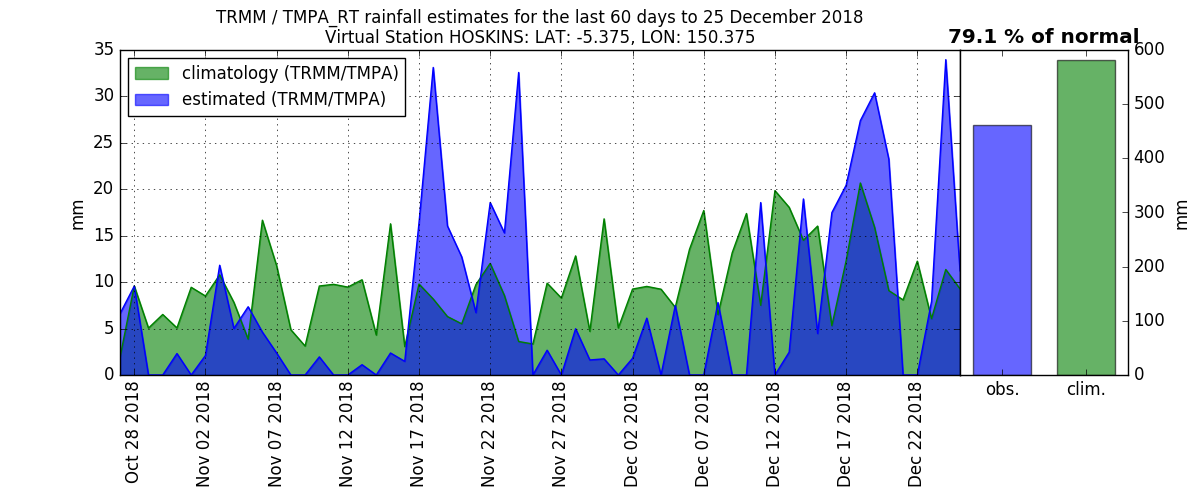 TRMM / TMPA_RT rainfall estimates for the last 60 days to 25 December 2018
Virtual Station HOSKINS: LAT: -5.375, LON: 150.375
79.1 % of normal
climatology (TRMM/TMPA)
estimated (TRMM/TMPA)
35
30
25
20
15
10
5
0
mm
600
500
400
300
200
100
0
mm
Oct 28 2018
Nov 02 2018
Nov 07 2018
Nov 12 2018
Nov 17 2018
Nov 22 2018
Nov 27 2018
Dec 02 2018
Dec 07 2018
Dec 12 2018
Dec 17 2018
Dec 22 2018
obs.
clim.